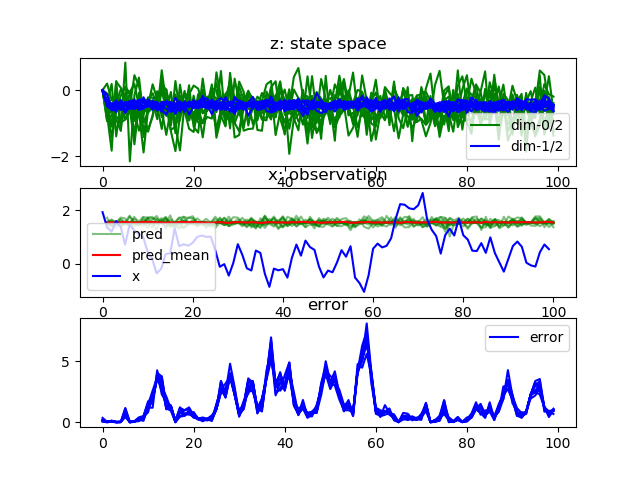 z: state space
0
−2
dim-0/2
dim-1/2
0 20 40 60 80 100
x: observation
2
0
pred
pred_mean
x
0 20 40 60 80 100
error
5
0
error
0 20 40 60 80 100